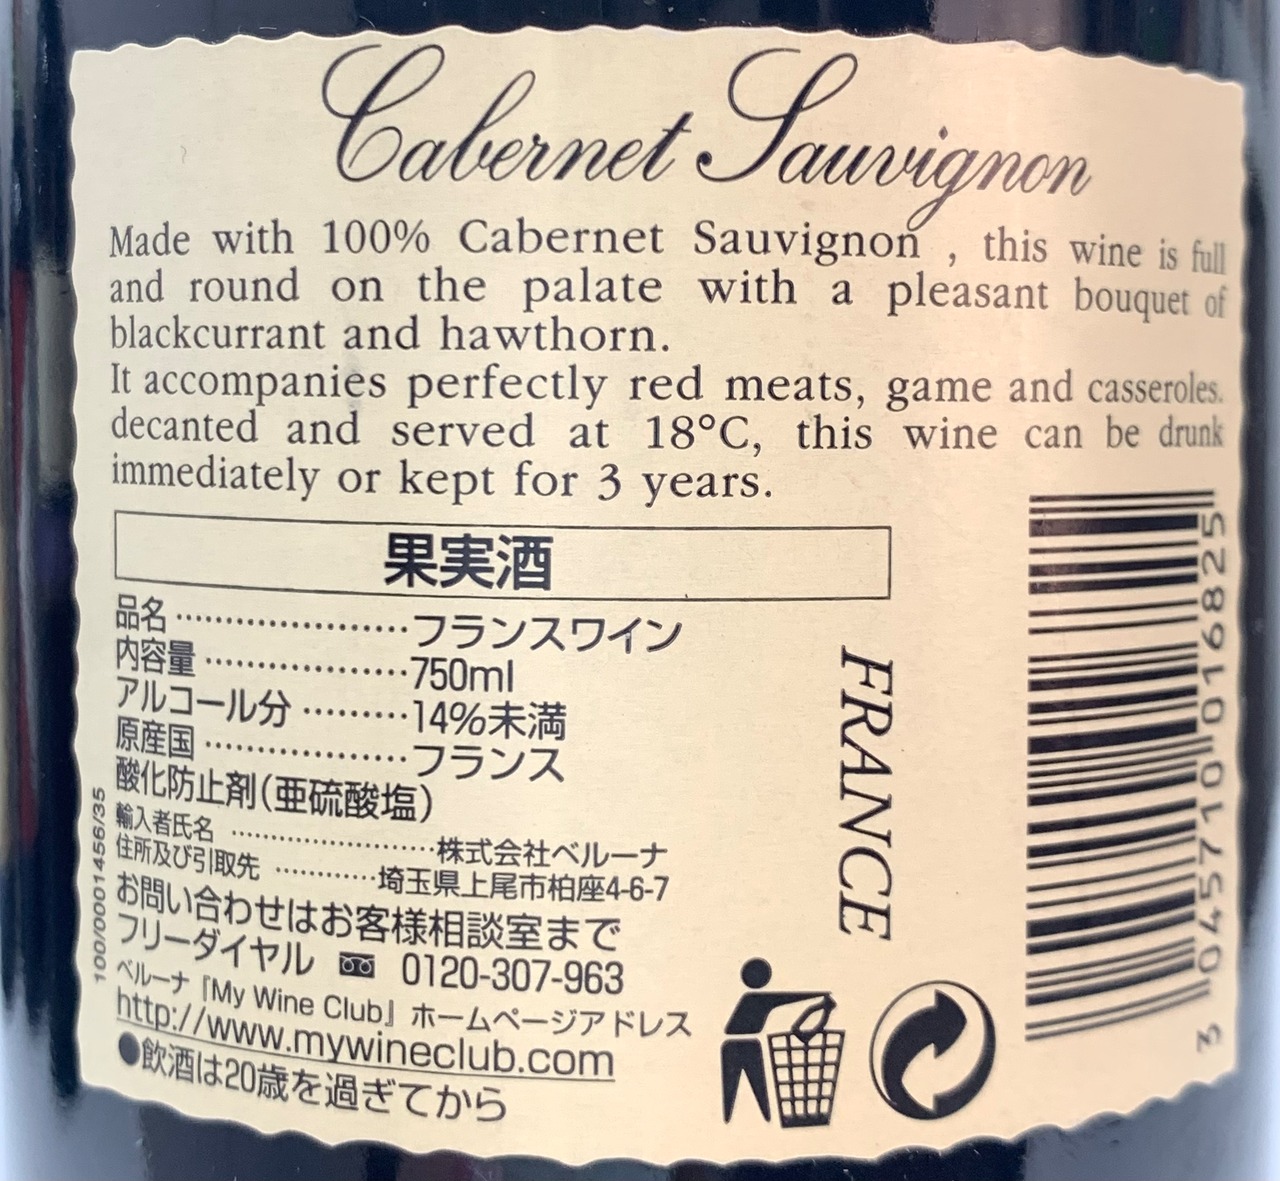 Cabernet Sauvignon
Made with 100% Cabernet Sauvignon , this wine is full
and round on the palate with a pleasant bouquet of
blackcurrant and hawthorn.
It accompanies perfectly red meats, game and casseroles.
decanted and served at 18°C, this wine can be drunk
immediately or kept for 3 years.
果実酒
品名 ····················· フランスワイン
内容量 ·················· 750ml
アルコール分 ········· 14%未満
原産国 ·················· フランス
酸化防止剤(亜硫酸塩)
輸入者氏名 ····················· 株式会社ベルーナ
住所及び引取先 ············ 埼玉県上尾市柏座4-6-7
お問い合わせはお客様相談室まで
フリーダイヤル 0120-307-963
ベルーナ『My Wine Club』ホームページアドレス
http://www.mywineclub.com
●飲酒は20歳を過ぎてから
100/0001456/35
FRANCE
3 045710 016825